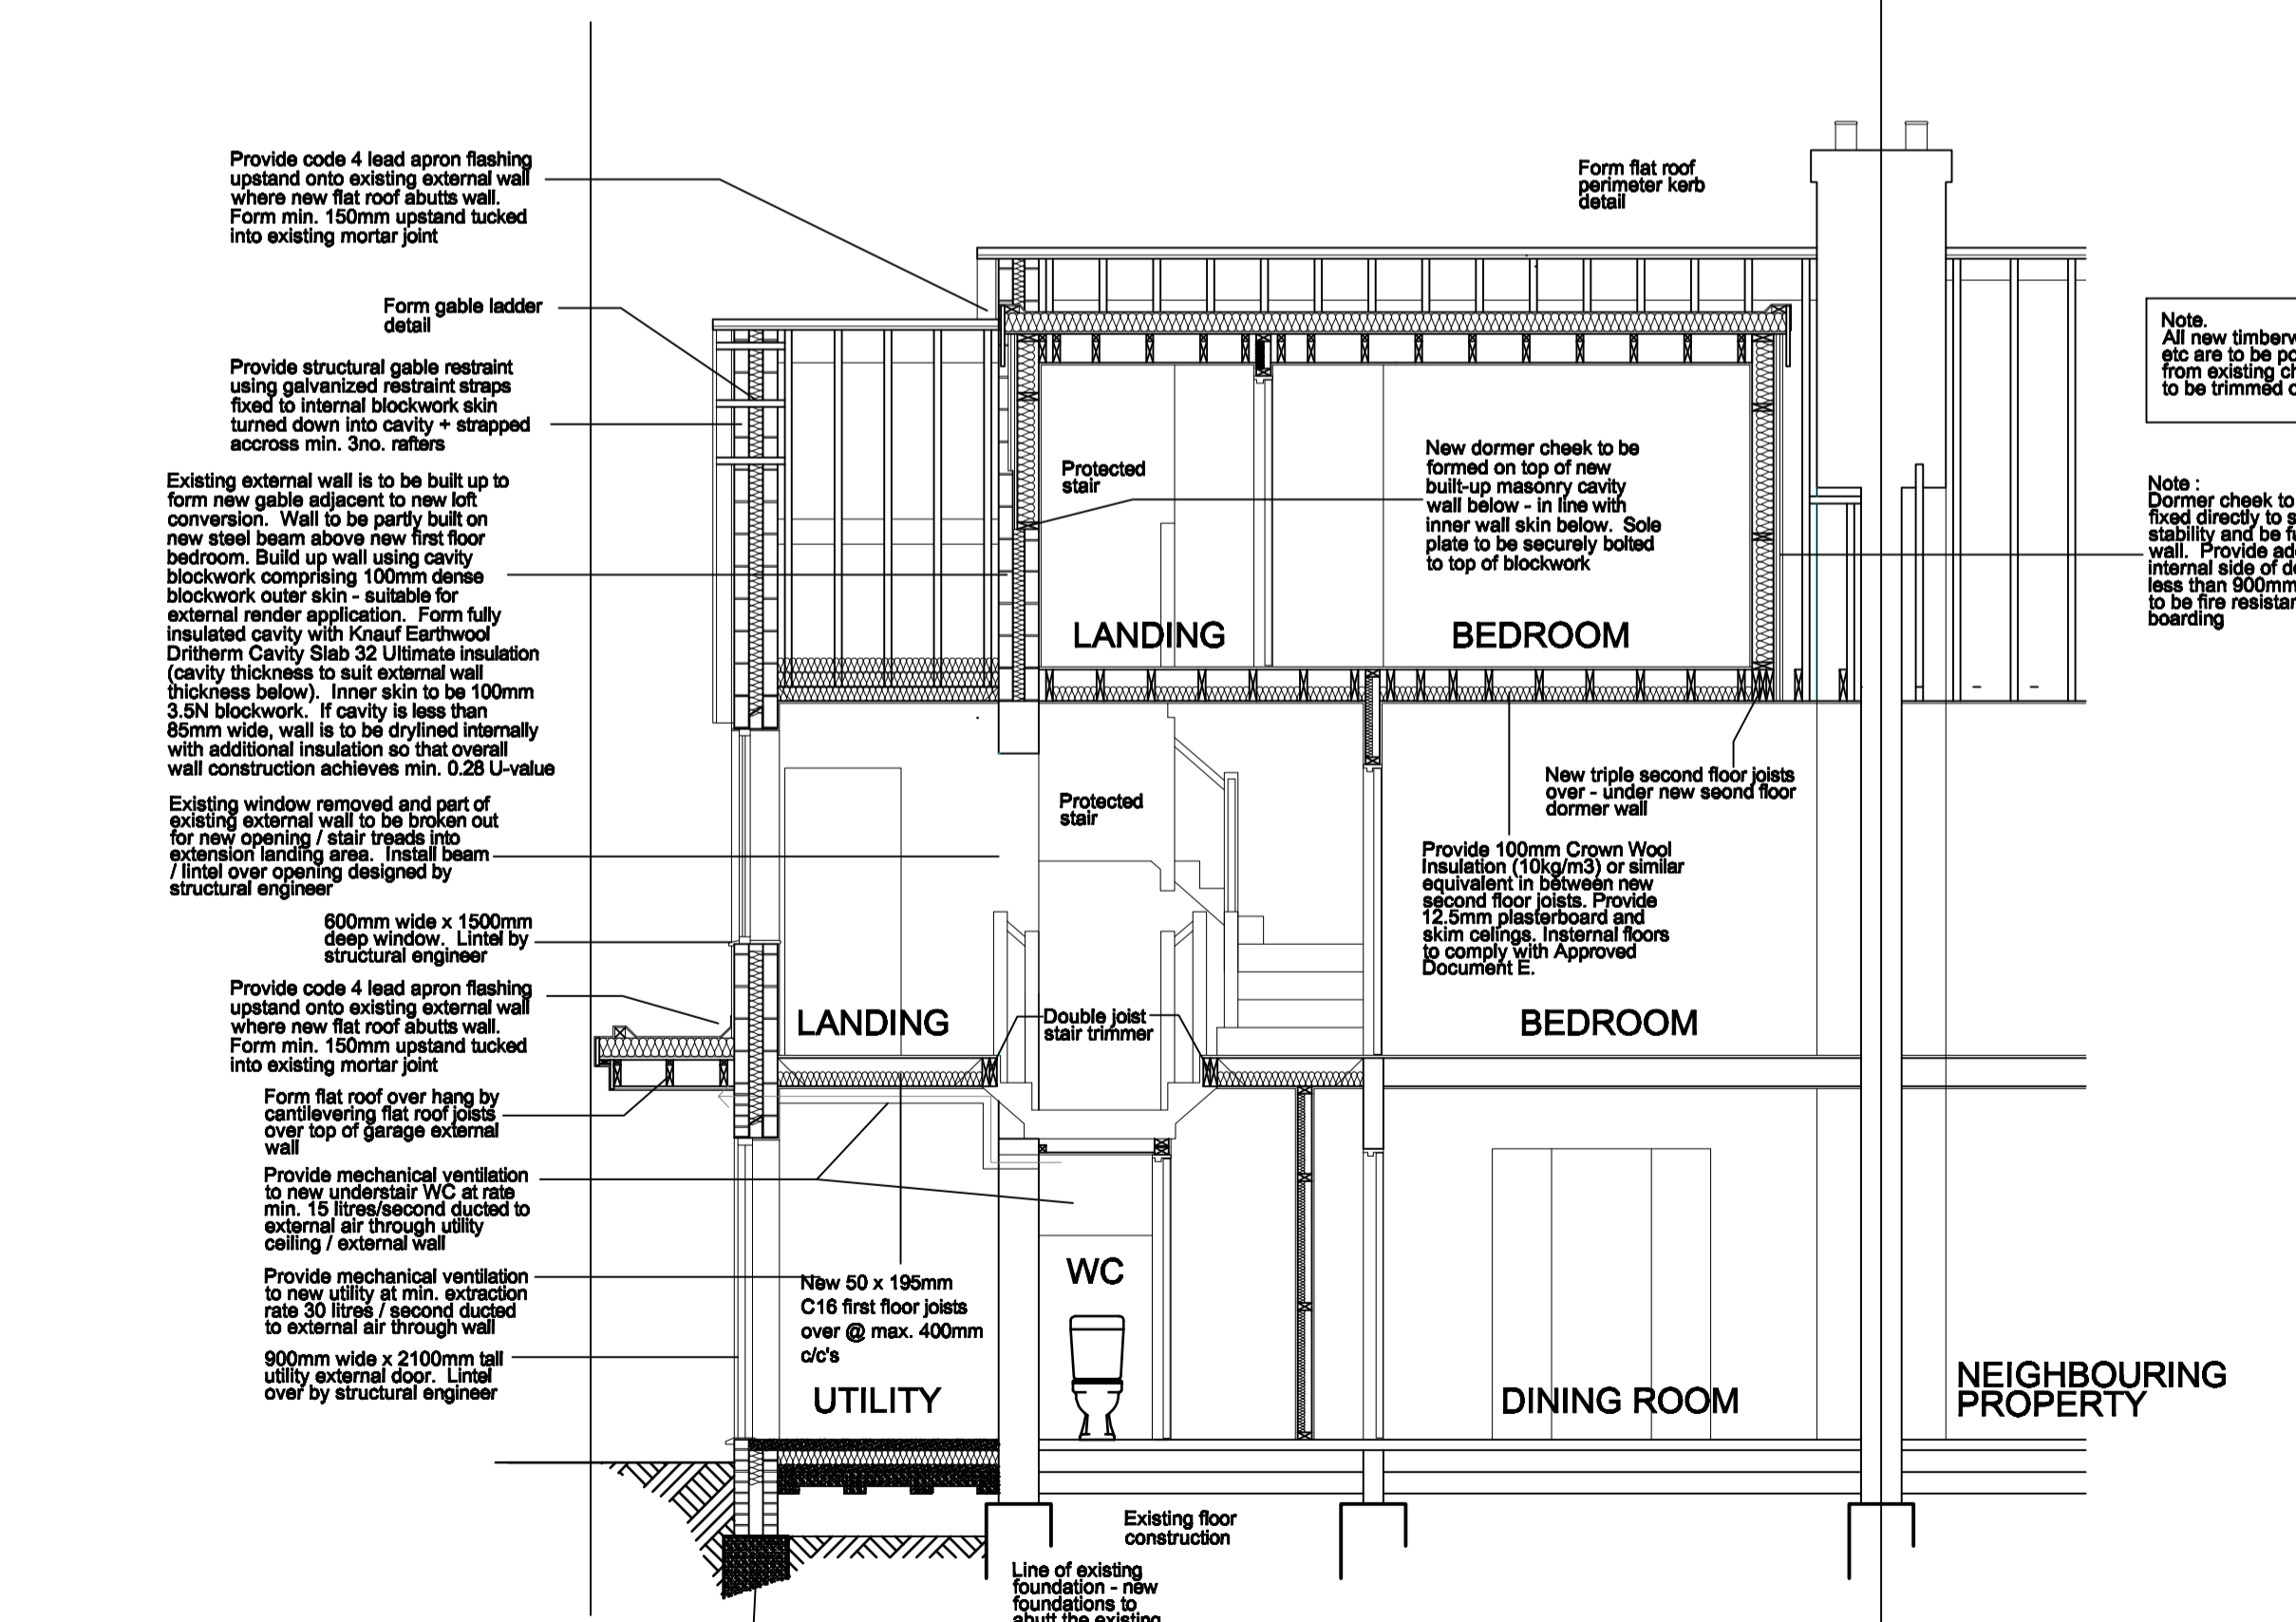 Provide code 4 lead apron flashing
upstand onto existing external wall
where new flat roof abutts wall.
Form min. 150mm upstand tucked
into existing mortar joint
Form gable ladder
detail
Provide structural gable restraint
using galvanized restraint straps
fixed to internal blockwork skin
turned down into cavity + strapped
accross min. 3no. rafters
Existing external wall is to be built up to
form new gable adjacent to new loft
conversion. Wall to be partly built on
new steel beam above new first floor
bedroom. Build up wall using cavity
blockwork comprising 100mm dense
blockwork outer skin - suitable for
external render application. Form fully
insulated cavity with Knauf Earthwool
Dritherm Cavity Slab 32 Ultimate insulation
(cavity thickness to suit external wall
thickness below). Inner skin to be 100mm
3.5N blockwork. If cavity is less than
85mm wide, wall is to be drylined internally
with additional insulation so that overall
wall construction achieves min. 0.28 U-value
Existing window removed and part of
existing external wall to be broken out
for new opening / stair treads into
extension landing area. Install beam
/ lintel over opening designed by
structural engineer
600mm wide x 1500mm
deep window. Lintel by
structural engineer
Provide code 4 lead apron flashing
upstand onto existing external wall
where new flat roof abutts wall.
Form min. 150mm upstand tucked
into existing mortar joint
Form flat roof over hang by
cantilevering flat roof joists
over top of garage external
wall
Provide mechanical ventilation
to new understair WC at rate
min. 15 litres/second ducted to
external air through utility
ceiling / external wall
Provide mechanical ventilation
to new utility at min. extraction
rate 30 litres / second ducted
to external air through wall
900mm wide x 2100mm tall
utility external door. Lintel
over by structural engineer
Form flat roof
perimeter kerb
detail
Protected
stair
New dormer cheek to be
formed on top of new
built-up masonry cavity
wall below - in line with
inner wall skin below. Sole
plate to be securely bolted
to top of blockwork
LANDING
BEDROOM
Protected
stair
New triple second floor joists
over - under new seond floor
dormer wall
Provide 100mm Crown Wool
Insulation (10kg/m3) or similar
equivalent in between new
second floor joists. Provide
12.5mm plasterboard and
skim celings. Insternal floors
to comply with Approved
Document E.
LANDING
Double joist
stair trimmer
BEDROOM
WC
New 50 x 195mm
C16 first floor joists
over @ max. 400mm
c/c's
UTILITY
DINING ROOM
NEIGHBOURING
PROPERTY
Existing floor
construction
Line of existing
foundation - new
foundations to
abutt the existing
Note.
All new
etc are to be
from existing
to be trimmed
Note :
Dormer cheek to
fixed directly to
stability and be
wall. Provide
internal side of
less than 900mm
to be fire
boarding